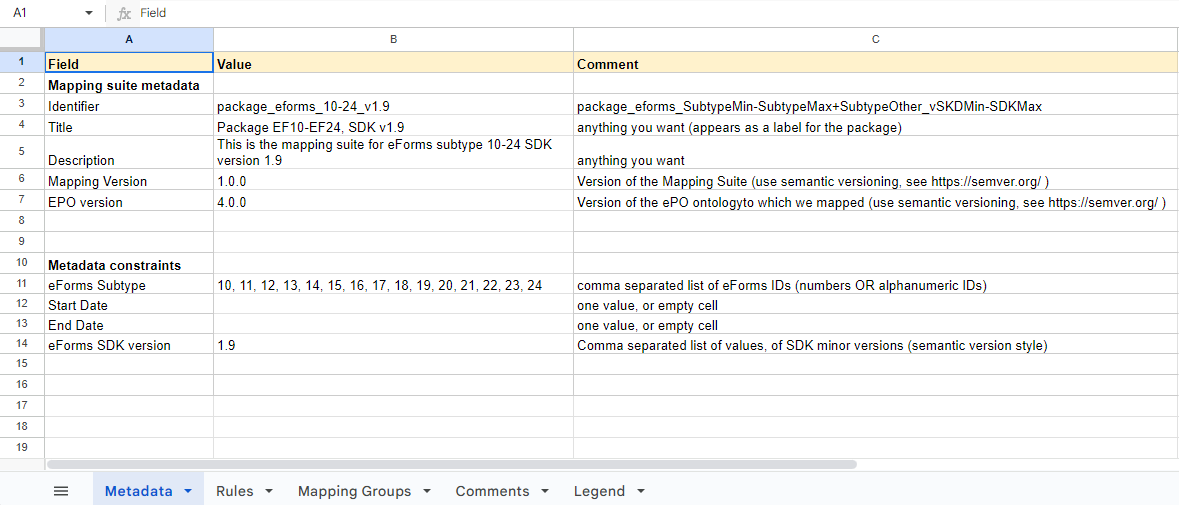 A1 fx Field
A B C
1 Field Value Comment
2 Mapping suite metadata
3 Identifier package_eforms_10-24_v1.9 package_eforms_SubtypeMin-SubtypeMax+SubtypeOther_vSKDMin-SDKMax
4 Title Package EF10-EF24, SDK v1.9 anything you want (appears as a label for the package)
This is the mapping suite for eForms subtype 10-24 SDK
5 Description version 1.9 anything you want
6 Mapping Version 1.0.0 Version of the Mapping Suite (use semantic versioning, see https://semver.org/ )
7 EPO version 4.0.0 Version of the ePO ontologyto which we mapped (use semantic versioning, see https://semver.org/ )
8
9
10 Metadata constraints
11 eForms Subtype 10, 11, 12, 13, 14, 15, 16, 17, 18, 19, 20, 21, 22, 23, 24 comma separated list of eForms IDs (numbers OR alphanumeric IDs)
12 Start Date one value, or empty cell
13 End Date one value, or empty cell
14 eForms SDK version 1.9 Comma separated list of values, of SDK minor versions (semantic version style)
15
16
17
18
19
Metadata Rules Mapping Groups Comments Legend